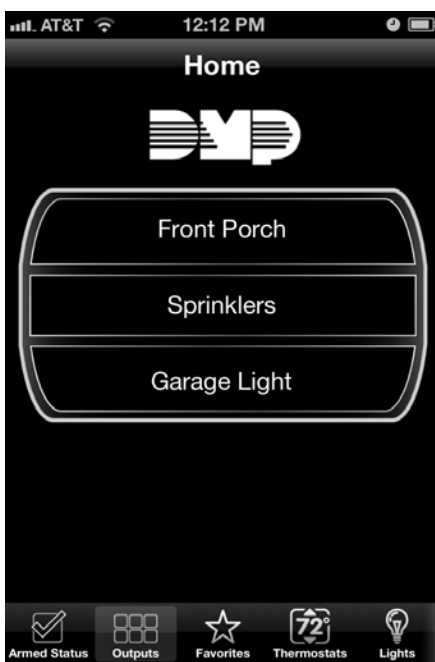 AT&T 12:12 PM
Home
DMP
Front Porch
Sprinklers
Garage Light
72°
Armed Status Outputs Favorites Thermostats Lights